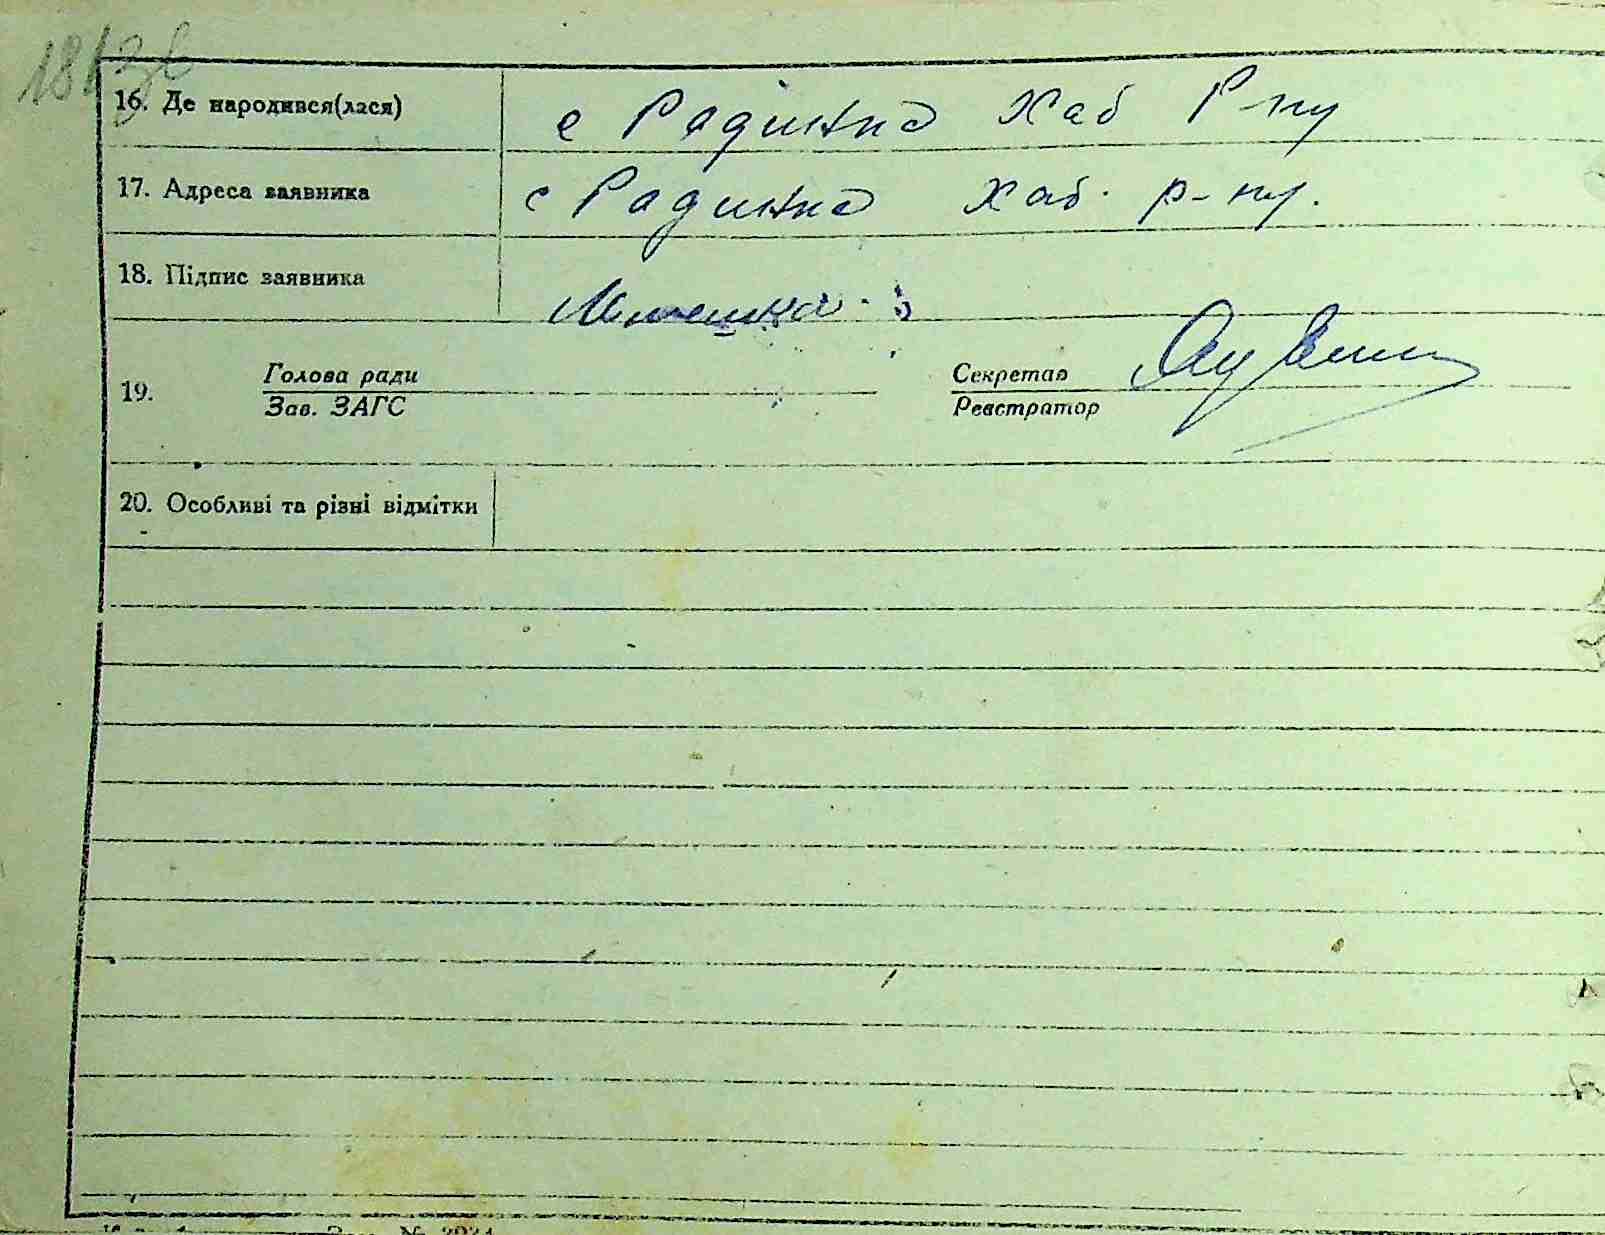 16. Де народився(лася) с Радинка Хаб Р-ну
17. Адреса заявника с Радинка Хаб. р-ну.
18. Підпис заявника
19. Голова ради Секретар
Зав. ЗАГС Реєстратор
20. Особливі та різні відмітки